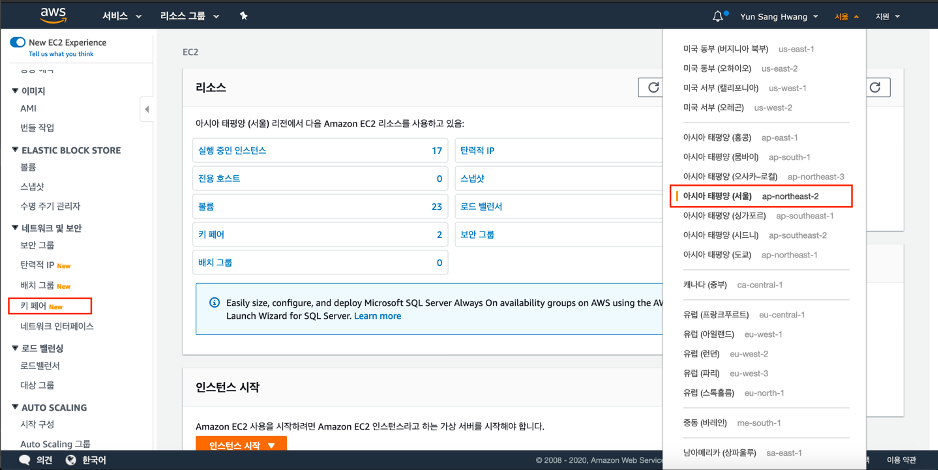 aws
서비스
리소스 그룹
Yun Sang Hwang
서울
지원
New EC2 Experience
Tell us what you think
이미지
AMI
번들 작업
ELASTIC BLOCK STORE
볼륨
스냅샷
수명 주기 관리자
네트워크 및 보안
보안 그룹
탄력적 IP New
배치 그룹 New
키 페어 New
네트워크 인터페이스
로드 밸런싱
로드밸런서
대상 그룹
AUTO SCALING
시작 구성
Auto Scaling 그룹
EC2
리소스
아시아 태평양 (서울) 리전에서 다음 Amazon EC2 리소스를 사용하고 있음:
실행 중인 인스턴스 17
탄력적 IP
전용 호스트 0
스냅샷
볼륨 23
로드 밸런서
키 페어 2
보안 그룹
배치 그룹 0
Easily size, configure, and deploy Microsoft SQL Server Always On availability groups on AWS using the AW
Launch Wizard for SQL Server. Learn more
인스턴스 시작
Amazon EC2 사용을 시작하려면 Amazon EC2 인스턴스라고 하는 가상 서버를 시작해야 합니다.
인스턴스 시작
미국 동부 (버지니아 북부) us-east-1
미국 동부 (오하이오) us-east-2
미국 서부 (캘리포니아) us-west-1
미국 서부 (오레곤) us-west-2
아시아 태평양 (홍콩) ap-east-1
아시아 태평양 (뭄바이) ap-south-1
아시아 태평양 (오사카-로컬) ap-northeast-3
아시아 태평양 (서울) ap-northeast-2
아시아 태평양 (싱가포르) ap-southeast-1
아시아 태평양 (시드니) ap-southeast-2
아시아 태평양 (도쿄) ap-northeast-1
캐나다 (중부) ca-central-1
유럽 (프랑크푸르트) eu-central-1
유럽 (아일랜드) eu-west-1
유럽 (런던) eu-west-2
유럽 (파리) eu-west-3
유럽 (스톡홀름) eu-north-1
중동 (바레인) me-south-1
남아메리카 (상파울루) sa-east-1
의견
한국어
© 2008 - 2020, Amazon Web Servic
이용 약관